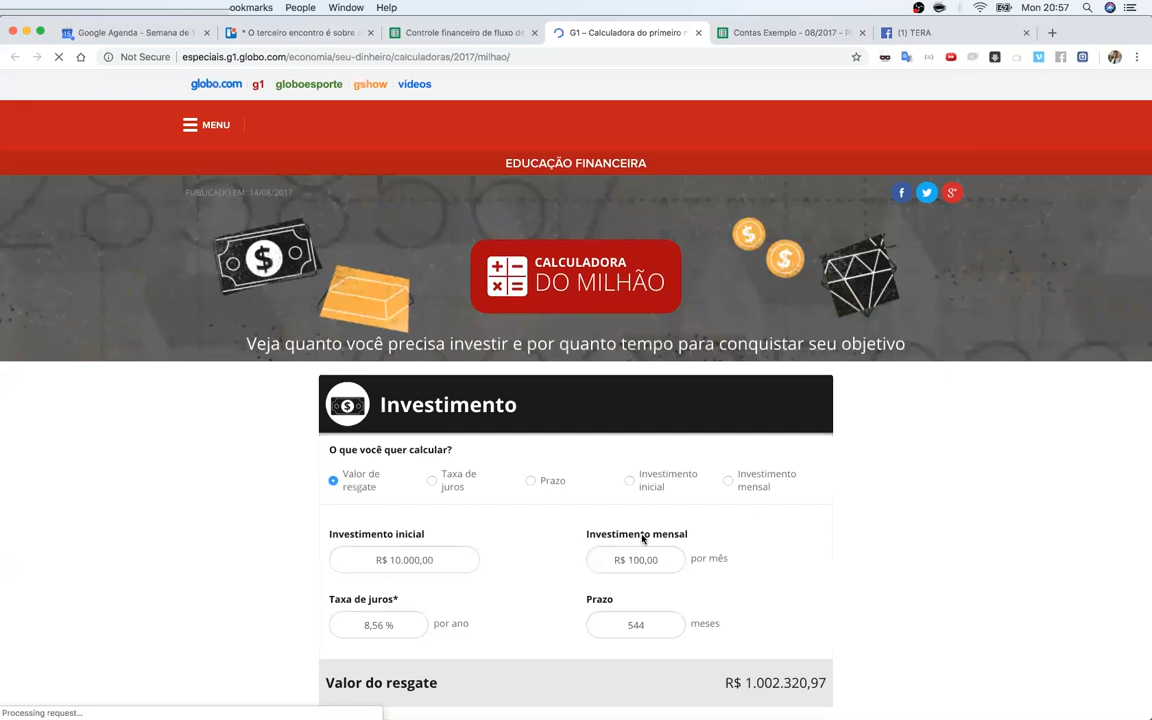 ookmarks People Window Help Mon 20:57
Google Agenda - Semana de * O terceiro encontro é sobre Controle financeiro de fluxo de G1 – Calculadora do primeiro Contas Exemplo - 08/2017 - (1) TERA
Not Secure especiais.g1.globo.com/economia/seu-dinheiro/calculadoras/2017/milhao/
globo.com g1 globoesporte gshow vídeos
MENU
EDUCAÇÃO FINANCEIRA
PUBLICADO EM: 14/08/2017
CALCULADORA
DO MILHÃO
Veja quanto você precisa investir e por quanto tempo para conquistar seu objetivo
Investimento
O que você quer calcular?
Valor de resgate
Taxa de juros
Prazo
Investimento inicial
Investimento mensal
Investimento inicial
R$ 10.000,00
Investimento mensal
R$ 100,00 por mês
Taxa de juros*
8,56 % por ano
Prazo
544 meses
Valor do resgate R$ 1.002.320,97
Processing request...